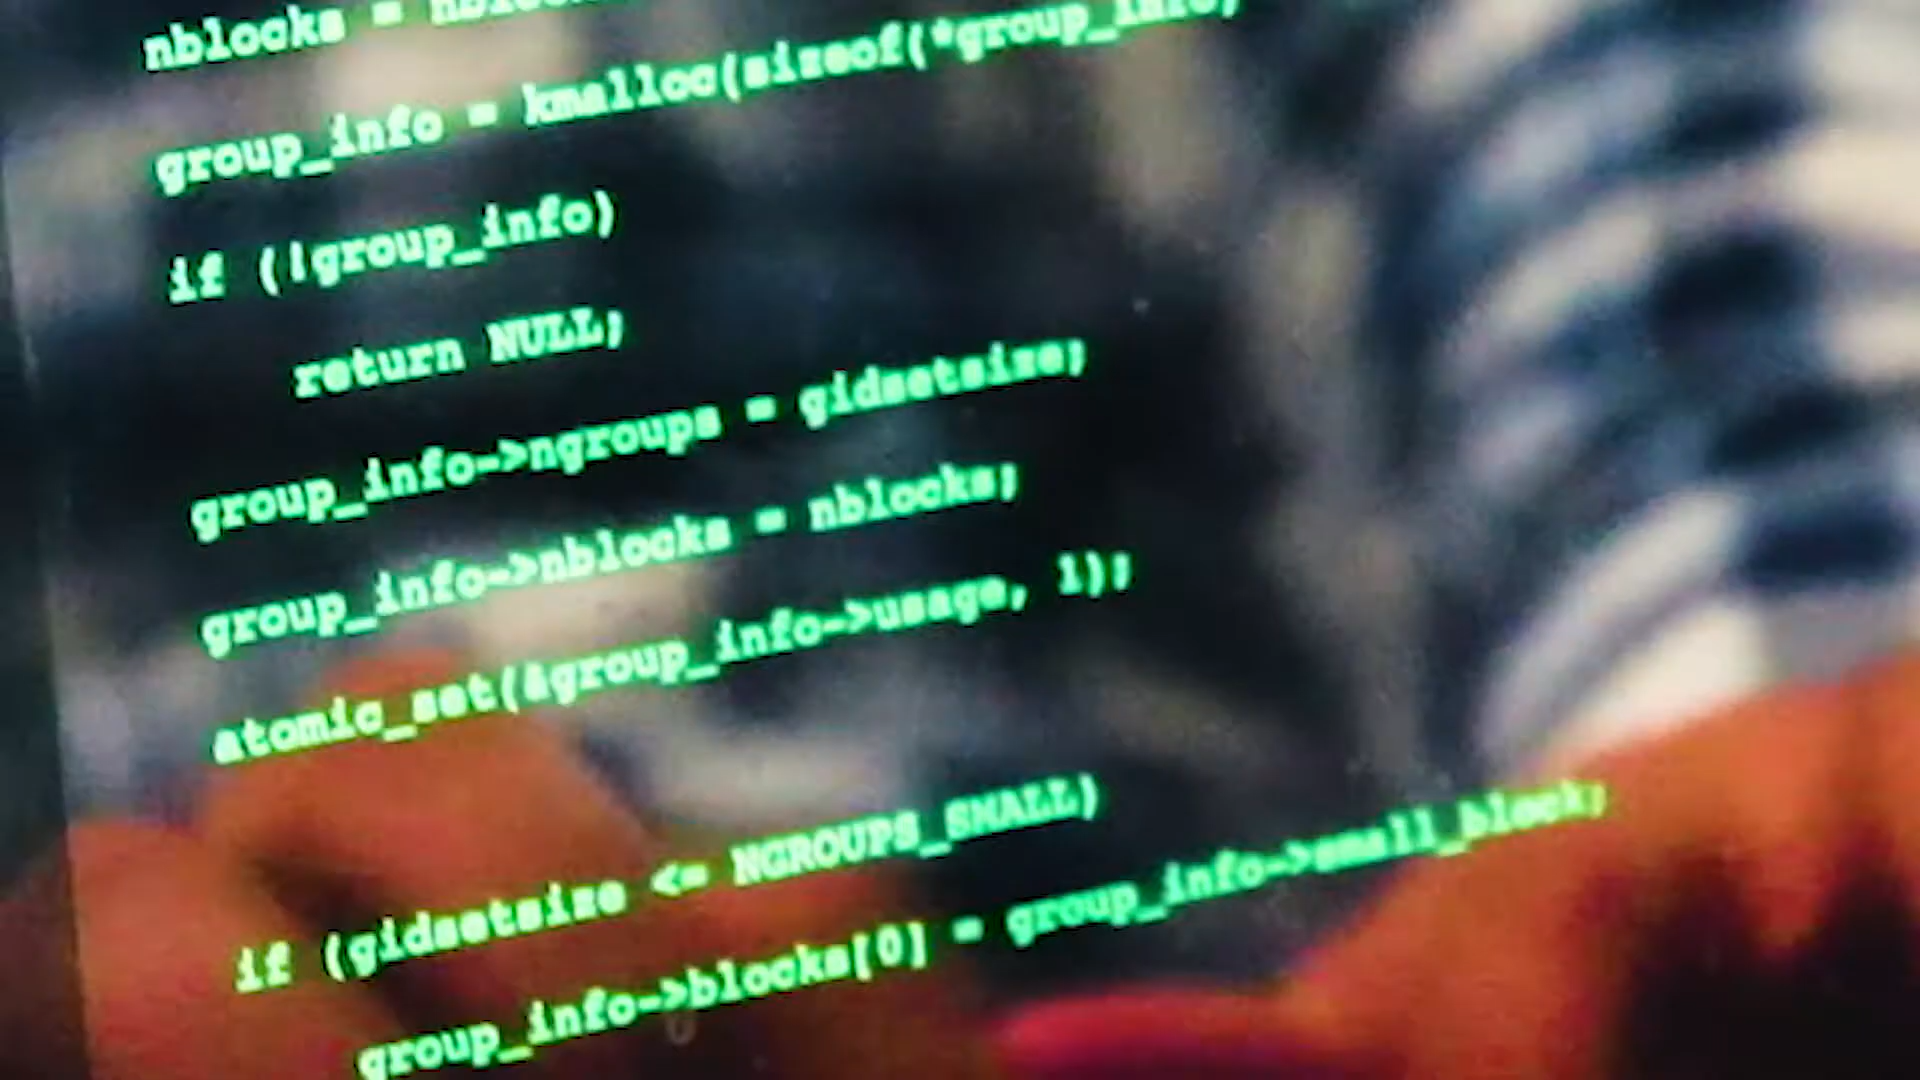 nblocks =
group_info = kmalloc(sizeof(*group_info)
if (!group_info)
return NULL;
group_info->ngroups = gidsetsize;
group_info->nblocks = nblocks;
atomic_set(&group_info->usage, 1);
if (gidsetsize <= NGROUPS_SMALL)
group_info->blocks[0] = group_info->small_block;